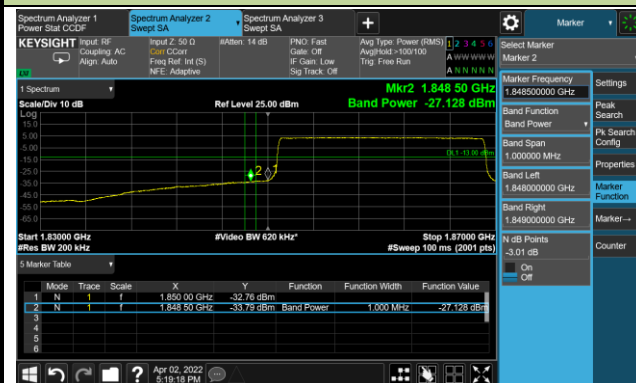 Spectrum Analyzer 1
Power Stat CCDF
Spectrum Analyzer 2
Swept SA
Spectrum Analyzer 3
Swept SA
+
Marker
KEYSIGHT
Input: RF
Coupling: AC
Align: Auto
Input Z: 50 Ω
Corr CCorr
Freq Ref: Int (S)
NFE: Adaptive
#Atten: 14 dB
PNO: Fast
Gate: Off
IF Gain: Low
Sig Track: Off
Avg Type: Power (RMS)
Avg|Hold:>100/100
Trig: Free Run
1 2 3 4 5 6
A W W W W W
A N N N N N
Select Marker
Marker 2
1 Spectrum
Scale/Div 10 dB
Ref Level 25.00 dBm
Mkr2 1.848 50 GHz
Band Power -27.128 dBm
Log
15.0
5.00
-5.00
-15.0
-25.0
-35.0
-45.0
-55.0
-65.0
DL1 -13.00 dBm
2
1
Start 1.83000 GHz
#Res BW 200 kHz
#Video BW 620 kHz*
Stop 1.87000 GHz
#Sweep 100 ms (2001 pts)
5 Marker Table
Mode Trace Scale X Y Function Function Width Function Value
1 N 1 f 1.850 00 GHz -32.76 dBm
2 N 1 f 1.848 50 GHz -33.79 dBm Band Power 1.000 MHz -27.128 dBm
3
4
5
6
Marker Frequency
1.848500000 GHz
Band Function
Band Power
Band Span
1.000000 MHz
Band Left
1.848000000 GHz
Band Right
1.849000000 GHz
N dB Points
-3.01 dB
On
Off
Settings
Peak
Search
Pk Search
Config
Properties
Marker
Function
Marker→
Counter
?
Apr 02, 2022
5:19:18 PM